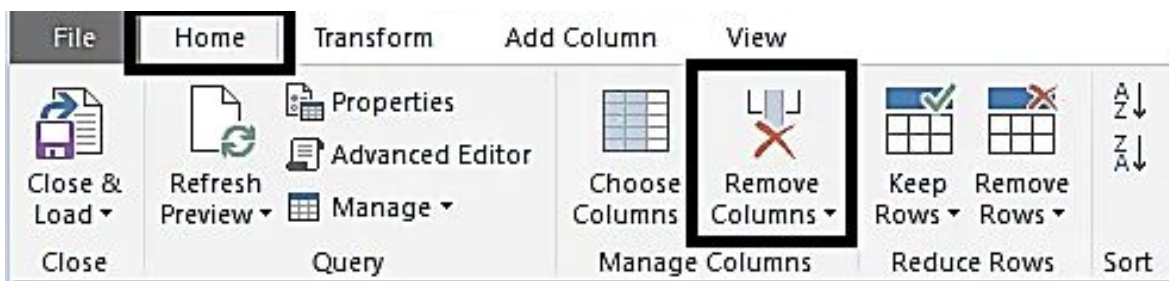 File Home Transform Add Column View
Properties
Advanced Editor
Manage
Close &
Load
Refresh
Preview
Choose
Columns
Remove
Columns
Keep
Rows
Remove
Rows
A
Z
Z
A
Close Query Manage Columns Reduce Rows Sort